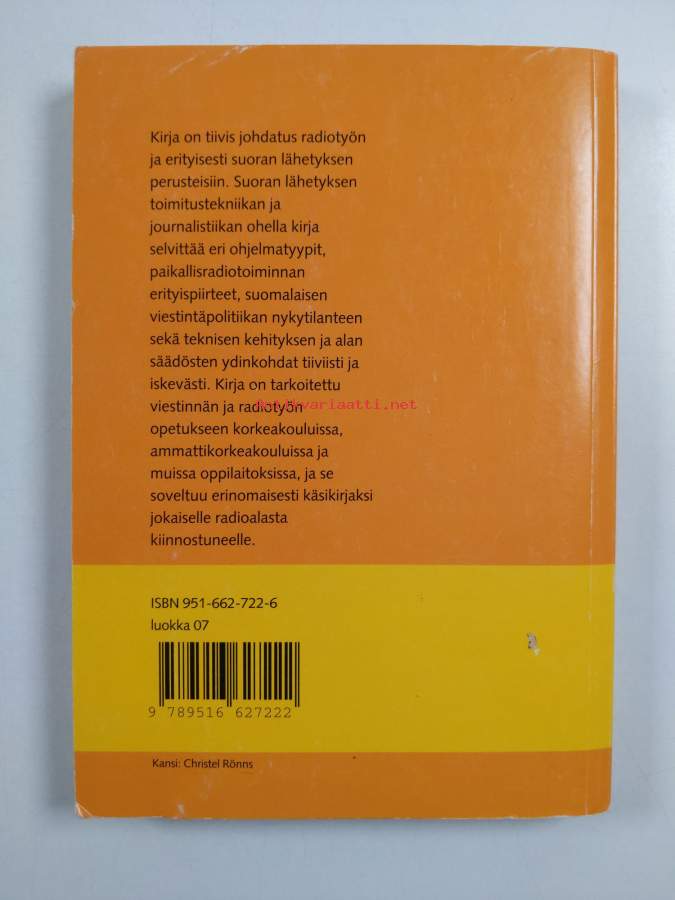 Kirja on tiivis johdatus radiotyön
ja erityisesti suoran lähetyksen
perusteisiin. Suoran lähetyksen
toimitustekniikan ja
journalistiikan ohella kirja
selvittää eri ohjelmatyypit,
paikallisradiotoiminnan
erityispiirteet, suomalaisen
viestintäpolitiikan nykytilanteen
sekä teknisen kehityksen ja alan
säädösten ydinkohdat tiiviisti ja
iskevästi. Kirja on tarkoitettu
viestinnän ja radiotyön
Antikvariaatti.net
opetukseen korkeakouluissa,
ammattikorkeakouluissa ja
muissa oppilaitoksissa, ja se
soveltuu erinomaisesti käsikirjaksi
jokaiselle radioalasta
kiinnostuneelle.
ISBN 951-662-722-6
luokka 07
9 789516 627222
Kansi: Christel Rönns